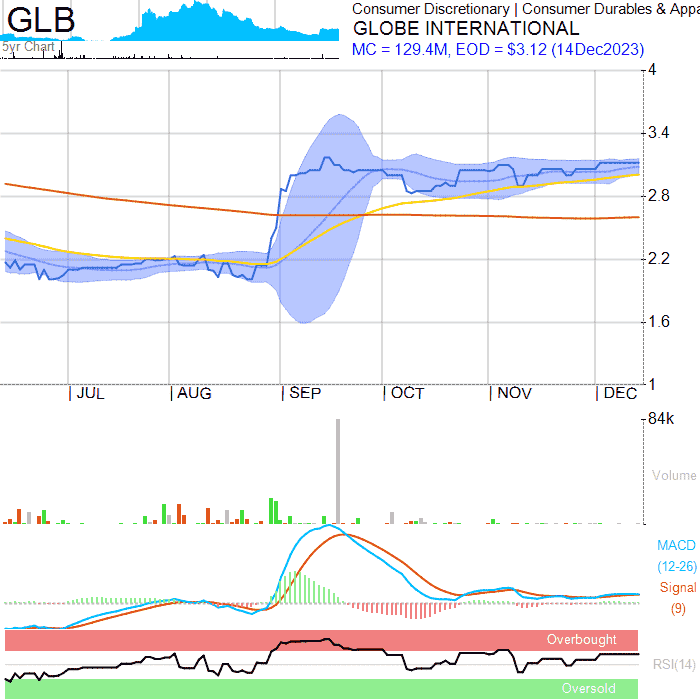 GLB
5yr Chart
Consumer Discretionary | Consumer Durables & Appa
GLOBE INTERNATIONAL
MC = 129.4M, EOD = $3.12 (14Dec2023)
4
3.4
2.8
2.2
1.6
1
JUL
AUG
SEP
OCT
NOV
DEC
84k
Volume
MACD
(12-26)
Signal
(9)
Overbought
RSI(14)
Oversold